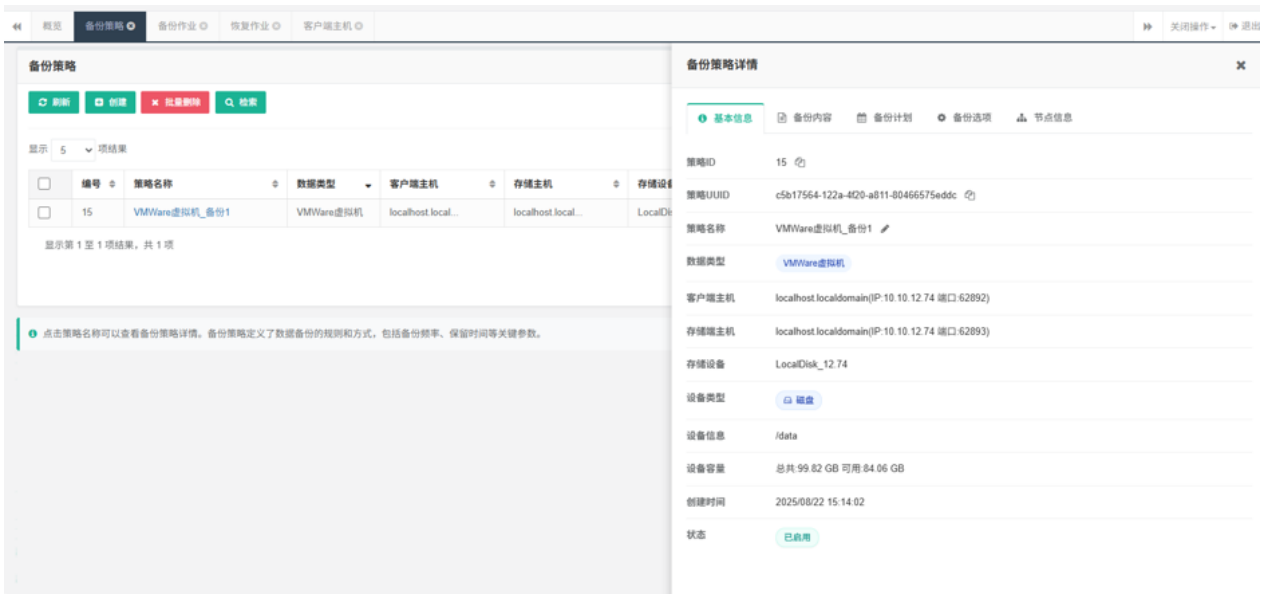 概览 备份策略 备份作业 恢复作业 客户端主机 关闭操作 退出
备份策略
刷新 创建 批量删除 检索
显示 5 项结果
编号 策略名称 数据类型 客户端主机 存储主机 存储设备
15 VMWare虚拟机_备份1 VMWare虚拟机 localhost.local... localhost.local... LocalDis
显示第 1 至 1 项结果，共 1 项
点击策略名称可以查看备份策略详情。备份策略定义了数据备份的规则和方式，包括备份频率、保留时间等关键参数。
备份策略详情
基本信息 备份内容 备份计划 备份选项 节点信息
策略ID 15
策略UUID c5b17564-122a-4f20-a811-80466575eddc
策略名称 VMWare虚拟机_备份1
数据类型 VMWare虚拟机
客户端主机 localhost.localdomain(IP:10.10.12.74 端口:62892)
存储端主机 localhost.localdomain(IP:10.10.12.74 端口:62893)
存储设备 LocalDisk_12.74
设备类型 磁盘
设备信息 /data
设备容量 总共:99.82 GB 可用:84.06 GB
创建时间 2025/08/22 15:14:02
状态 已启用